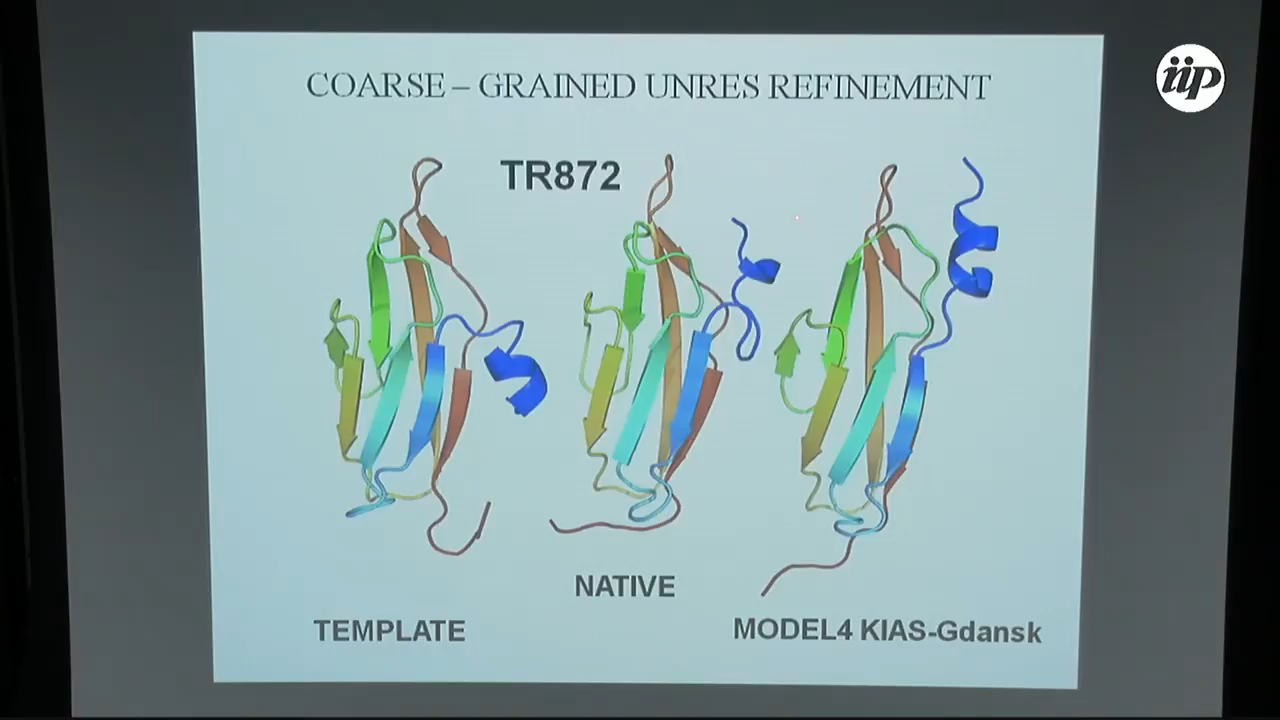 iip
COARSE – GRAINED UNRES REFINEMENT
TR872
NATIVE
TEMPLATE
MODEL4 KIAS-Gdansk